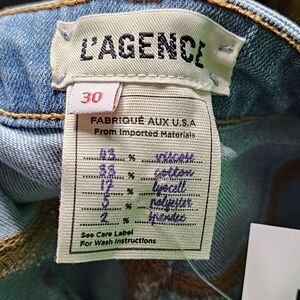 L'AGENCE
30
FABRIQUÉ AUX U.S.A
From Imported Materials
43 % viscose
33 % cotton
17 % lyocell
5 % polyester
2 % spandex
See Care Label
For Wash Instructions